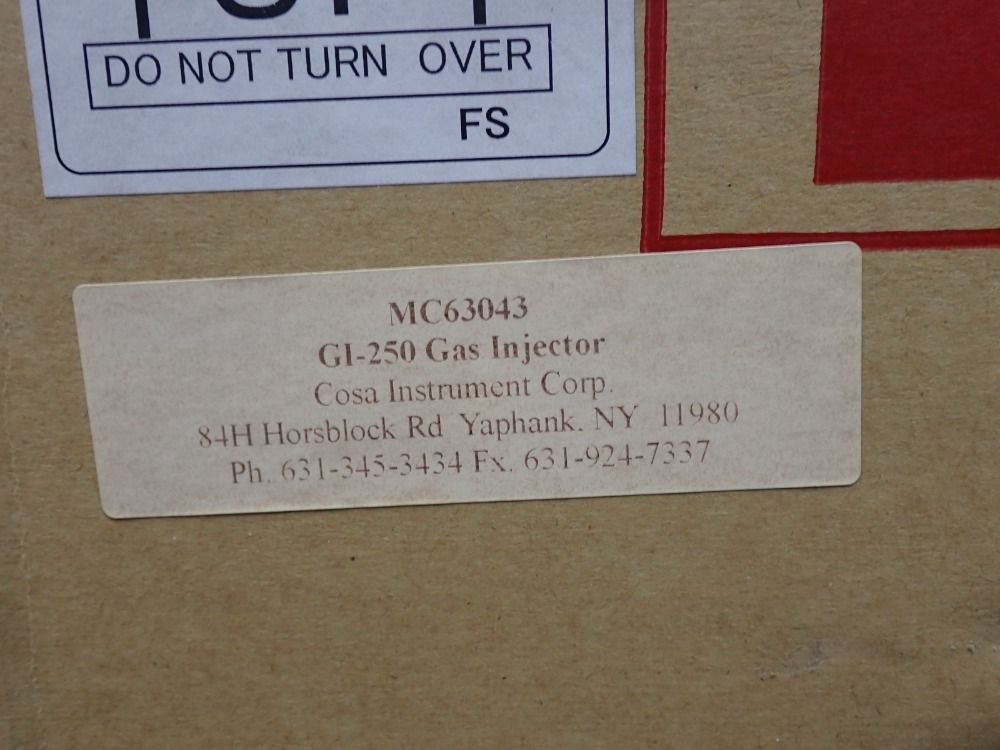 DO NOT TURN OVER
FS
MC63043
GI-250 Gas Injector
Cosa Instrument Corp.
84H Horsblock Rd Yaphank. NY 11980
Ph. 631-345-3434 Fx. 631-924-7337